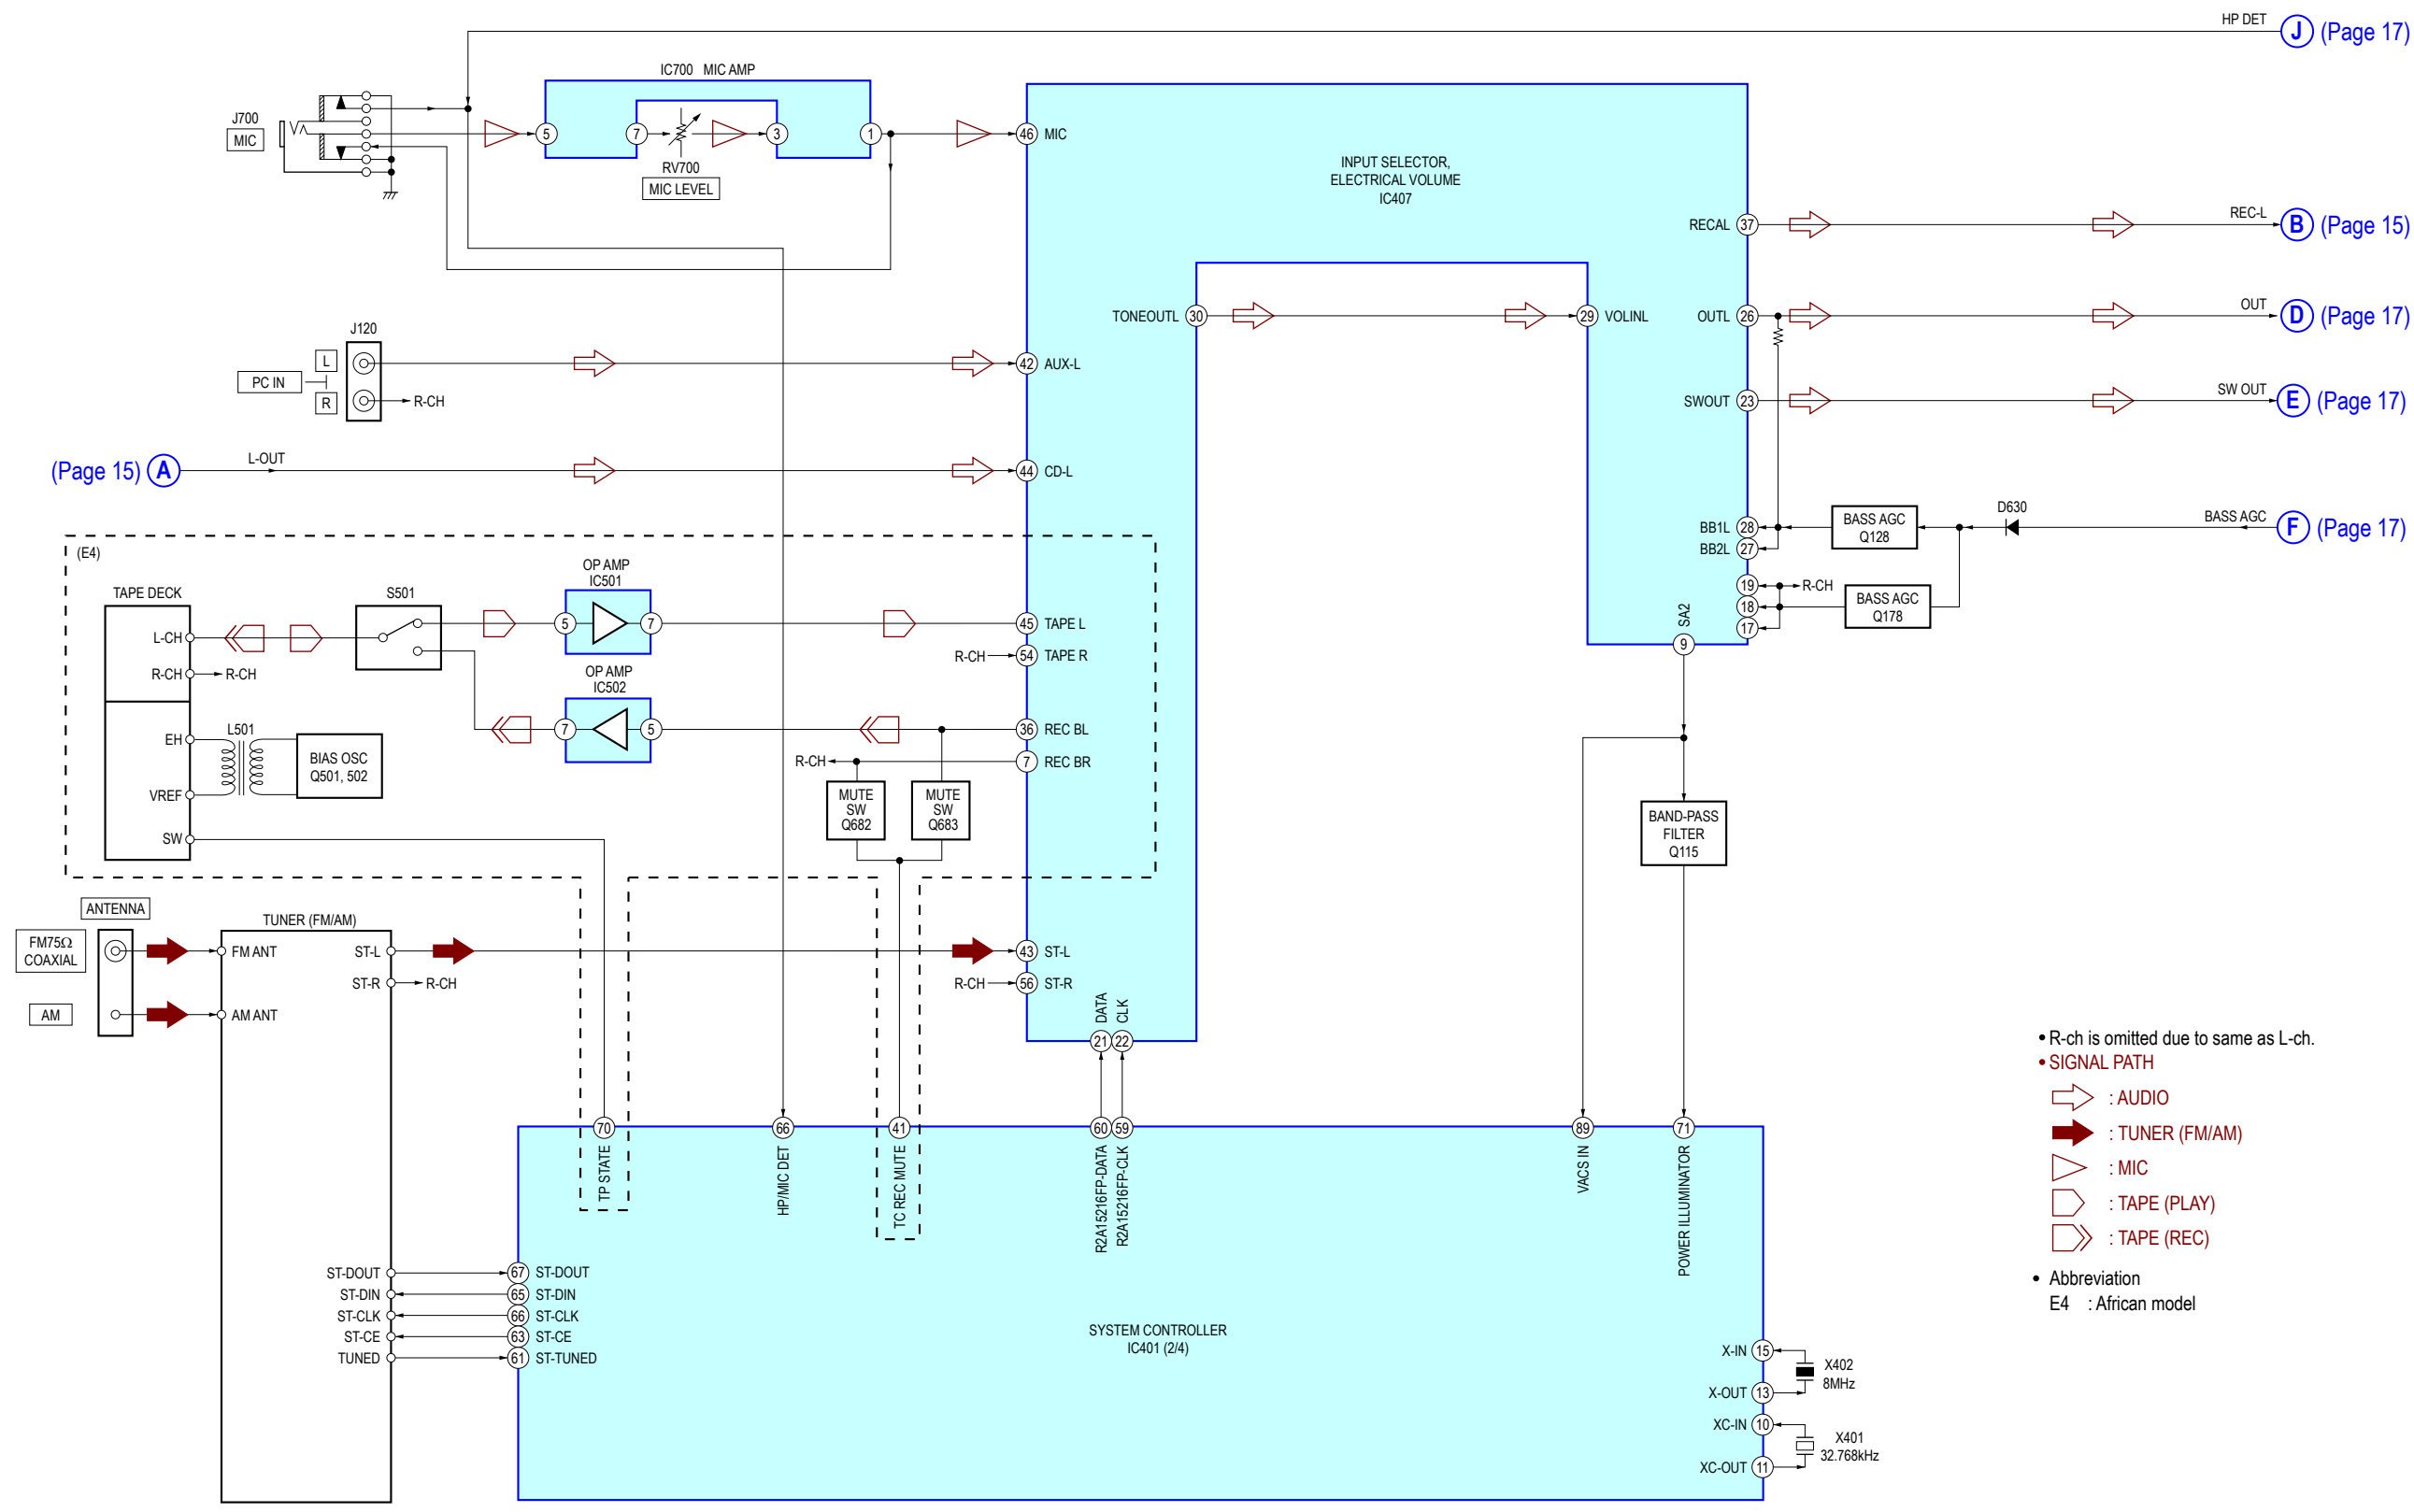 HP DET
J (Page 17)
IC700 MIC AMP
J700
MIC
5
7
3
1
46 MIC
RV700
MIC LEVEL
INPUT SELECTOR,
ELECTRICAL VOLUME
IC407
RECAL 37
REC-L
B (Page 15)
TONEOUTL 30
29 VOLINL
OUTL 26
OUT
D (Page 17)
J120
L
PC IN
R
R-CH
42 AUX-L
SWOUT 23
SW OUT
E (Page 17)
(Page 15) A
L-OUT
44 CD-L
BB1L 28
BB2L 27
BASS AGC
Q128
D630
BASS AGC
F (Page 17)
19
R-CH
18
17
BASS AGC
Q178
SA2
9
(E4)
TAPE DECK
L-CH
R-CH
R-CH
S501
OP AMP
IC501
5
7
45 TAPE L
R-CH
54 TAPE R
OP AMP
IC502
7
5
36 REC BL
R-CH
7 REC BR
EH
L501
VREF
BIAS OSC
Q501, 502
SW
MUTE
SW
Q682
MUTE
SW
Q683
BAND-PASS
FILTER
Q115
ANTENNA
FM75Ω
COAXIAL
AM
TUNER (FM/AM)
FM ANT
AM ANT
ST-L
ST-R
R-CH
43 ST-L
R-CH
56 ST-R
DATA
CLK
21
22
70
66
41
60
59
89
71
TP STATE
HP/MIC DET
TC REC MUTE
R2A15216FP-DATA
R2A15216FP-CLK
VACS IN
POWER ILLUMINATOR
ST-DOUT
67 ST-DOUT
ST-DIN
65 ST-DIN
ST-CLK
66 ST-CLK
ST-CE
63 ST-CE
TUNED
61 ST-TUNED
SYSTEM CONTROLLER
IC401 (2/4)
X-IN 15
X402
8MHz
X-OUT 13
XC-IN 10
X401
32.768kHz
XC-OUT 11
• R-ch is omitted due to same as L-ch.
• SIGNAL PATH
: AUDIO
: TUNER (FM/AM)
: MIC
: TAPE (PLAY)
: TAPE (REC)
• Abbreviation
E4 : African model